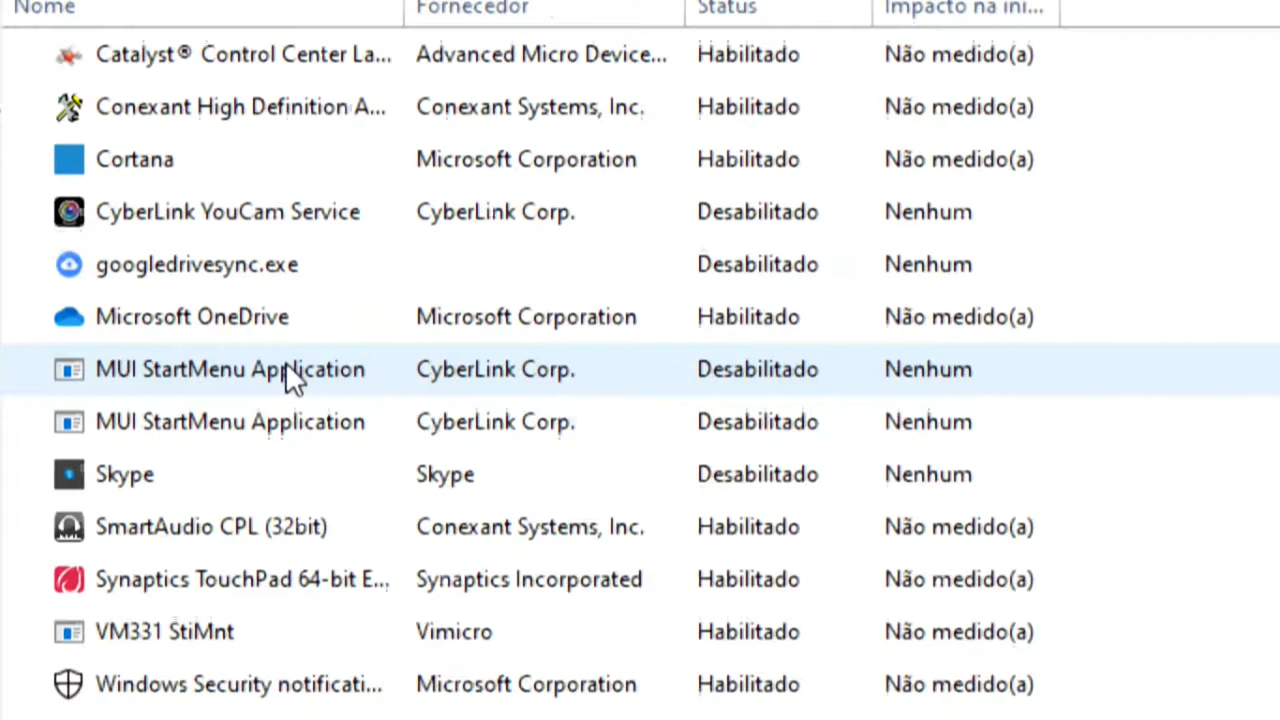 Nome Fornecedor Status Impacto na ini...
Catalyst® Control Center La... Advanced Micro Device... Habilitado Não medido(a)
Conexant High Definition A... Conexant Systems, Inc. Habilitado Não medido(a)
Cortana Microsoft Corporation Habilitado Não medido(a)
CyberLink YouCam Service CyberLink Corp. Desabilitado Nenhum
googledrivesync.exe Desabilitado Nenhum
Microsoft OneDrive Microsoft Corporation Habilitado Não medido(a)
MUI StartMenu Application CyberLink Corp. Desabilitado Nenhum
MUI StartMenu Application CyberLink Corp. Desabilitado Nenhum
Skype Skype Desabilitado Nenhum
SmartAudio CPL (32bit) Conexant Systems, Inc. Habilitado Não medido(a)
Synaptics TouchPad 64-bit E... Synaptics Incorporated Habilitado Não medido(a)
VM331 StiMnt Vimicro Habilitado Não medido(a)
Windows Security notificati... Microsoft Corporation Habilitado Não medido(a)